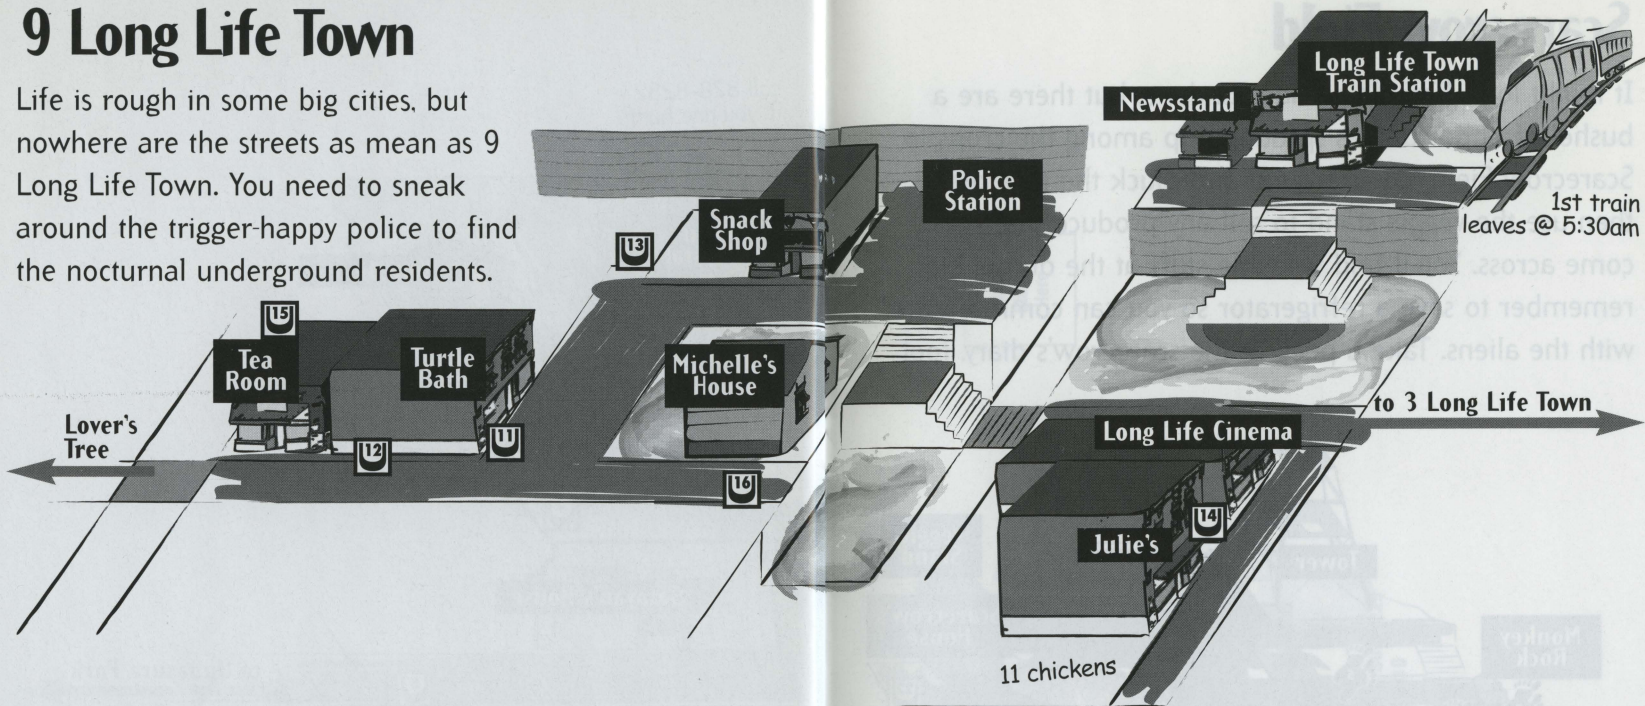 9 Long Life Town
Life is rough in some big cities, but
nowhere are the streets as mean as 9
Long Life Town. You need to sneak
around the trigger-happy police to find
the nocturnal underground residents.
Long Life Town
Train Station
Newsstand
1st train
leaves @ 5:30am
Police
Station
Snack
Shop
13
15
Tea
Room
Turtle
Bath
Michelle's
House
Lover's
Tree
12
11
16
to 3 Long Life Town
Long Life Cinema
14
Julie's
11 chickens